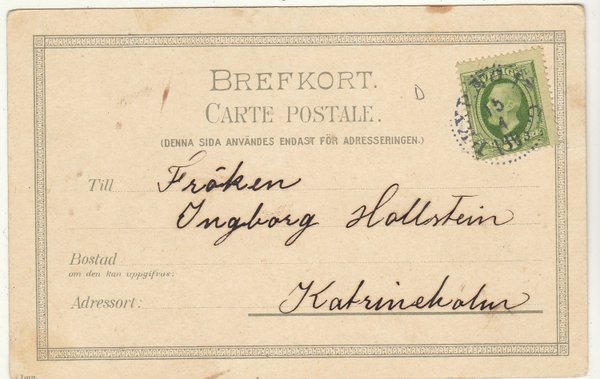 BREFKORT.
CARTE POSTALE.
D
(DENNA SIDA ANVÄNDES ENDAST FÖR ADRESSERINGEN.)
Till Fröken
Ingborg Hollstein
Bostad
om den kan uppgifvas:
Adressort: Katrineholm